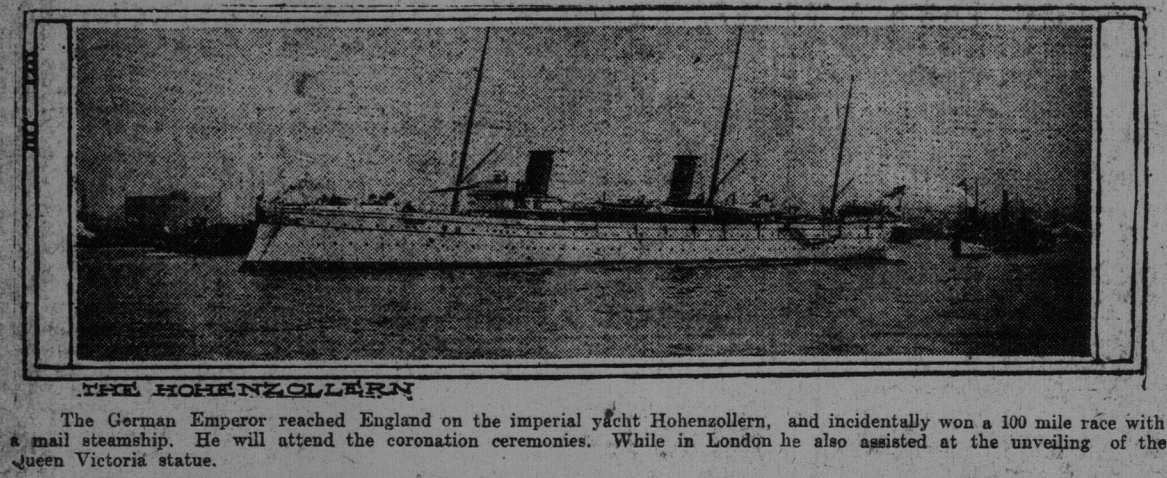 THE HOHENZOLLERN
The German Emperor reached England on the imperial yacht Hohenzollern, and incidentally won a 100 mile race with
a mail steamship. He will attend the coronation ceremonies. While in London he also assisted at the unveiling of the
Queen Victoria statue.